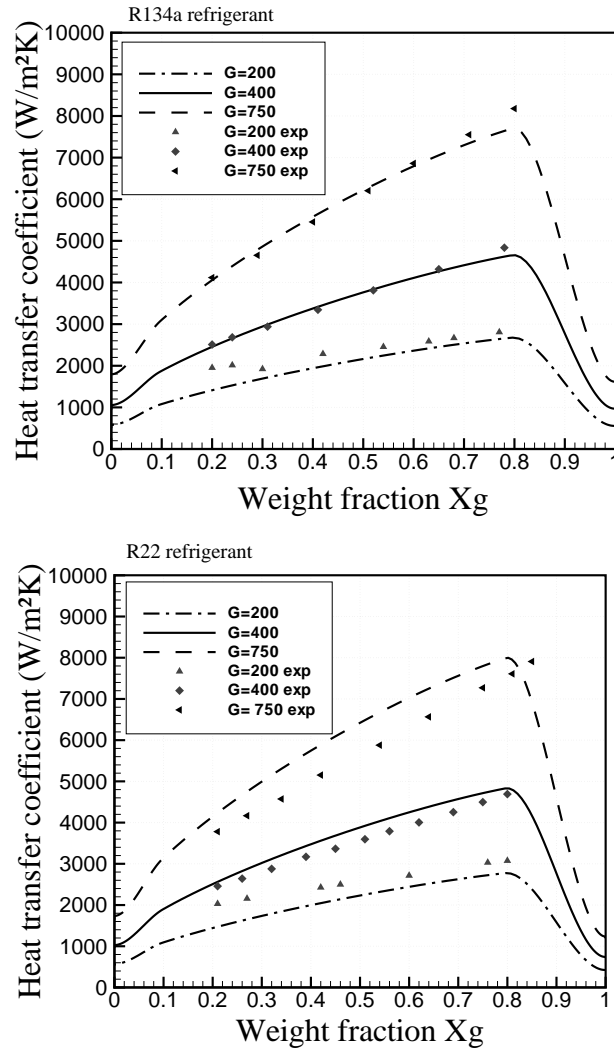 R134a refrigerant
10000
9000
8000
7000
6000
5000
4000
3000
2000
1000
0
Heat transfer coefficient (W/m²K)
G=200
G=400
G=750
G=200 exp
G=400 exp
G=750 exp
0 0.1 0.2 0.3 0.4 0.5 0.6 0.7 0.8 0.9 1
Weight fraction Xg
R22 refrigerant
10000
9000
8000
7000
6000
5000
4000
3000
2000
1000
0
Heat transfer coefficient (W/m²K)
G=200
G=400
G=750
G=200 exp
G=400 exp
G= 750 exp
0 0.1 0.2 0.3 0.4 0.5 0.6 0.7 0.8 0.9 1
Weight fraction Xg